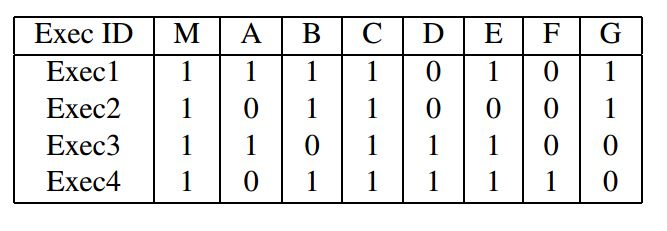 Exec ID M A B C D E F G
Exec1 1 1 1 1 0 1 0 1
Exec2 1 0 1 1 0 0 0 1
Exec3 1 1 0 1 1 1 0 0
Exec4 1 0 1 1 1 1 1 0